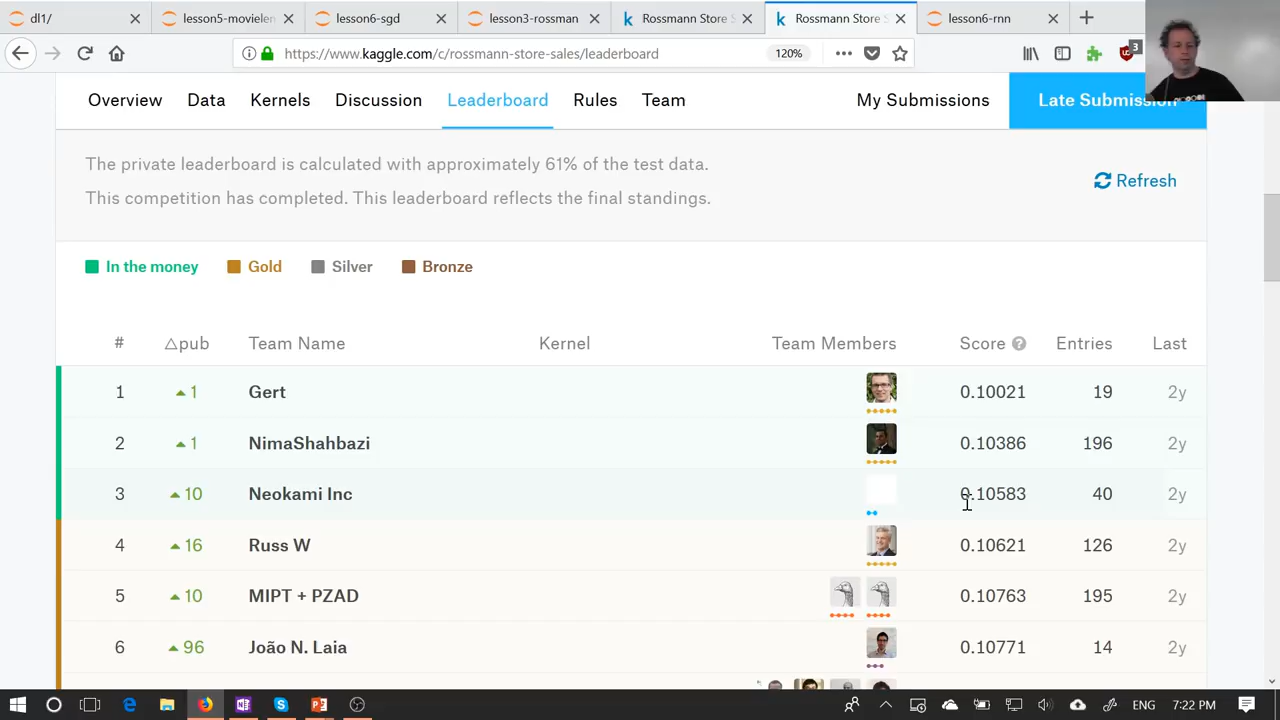 dl1/
lesson5-movielen
lesson6-sgd
lesson3-rossman
Rossmann Store S
Rossmann Store S
lesson6-rnn
https://www.kaggle.com/c/rossmann-store-sales/leaderboard
120%
3
Overview Data Kernels Discussion Leaderboard Rules Team My Submissions Late Submission
The private leaderboard is calculated with approximately 61% of the test data.
This competition has completed. This leaderboard reflects the final standings.
Refresh
In the money Gold Silver Bronze
# △pub Team Name Kernel Team Members Score Entries Last
1 1 Gert 0.10021 19 2y
2 1 NimaShahbazi 0.10386 196 2y
3 10 Neokami Inc 0.10583 40 2y
4 16 Russ W 0.10621 126 2y
5 10 MIPT + PZAD 0.10763 195 2y
6 96 João N. Laia 0.10771 14 2y
ENG 7:22 PM